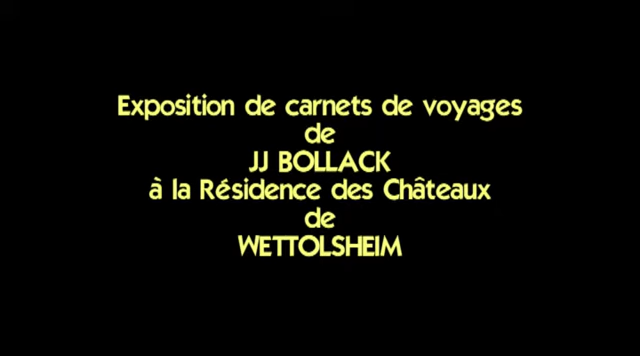 Exposition de carnets de voyages
de
JJ BOLLACK
à la Résidence des Châteaux
de
WETTOLSHEIM